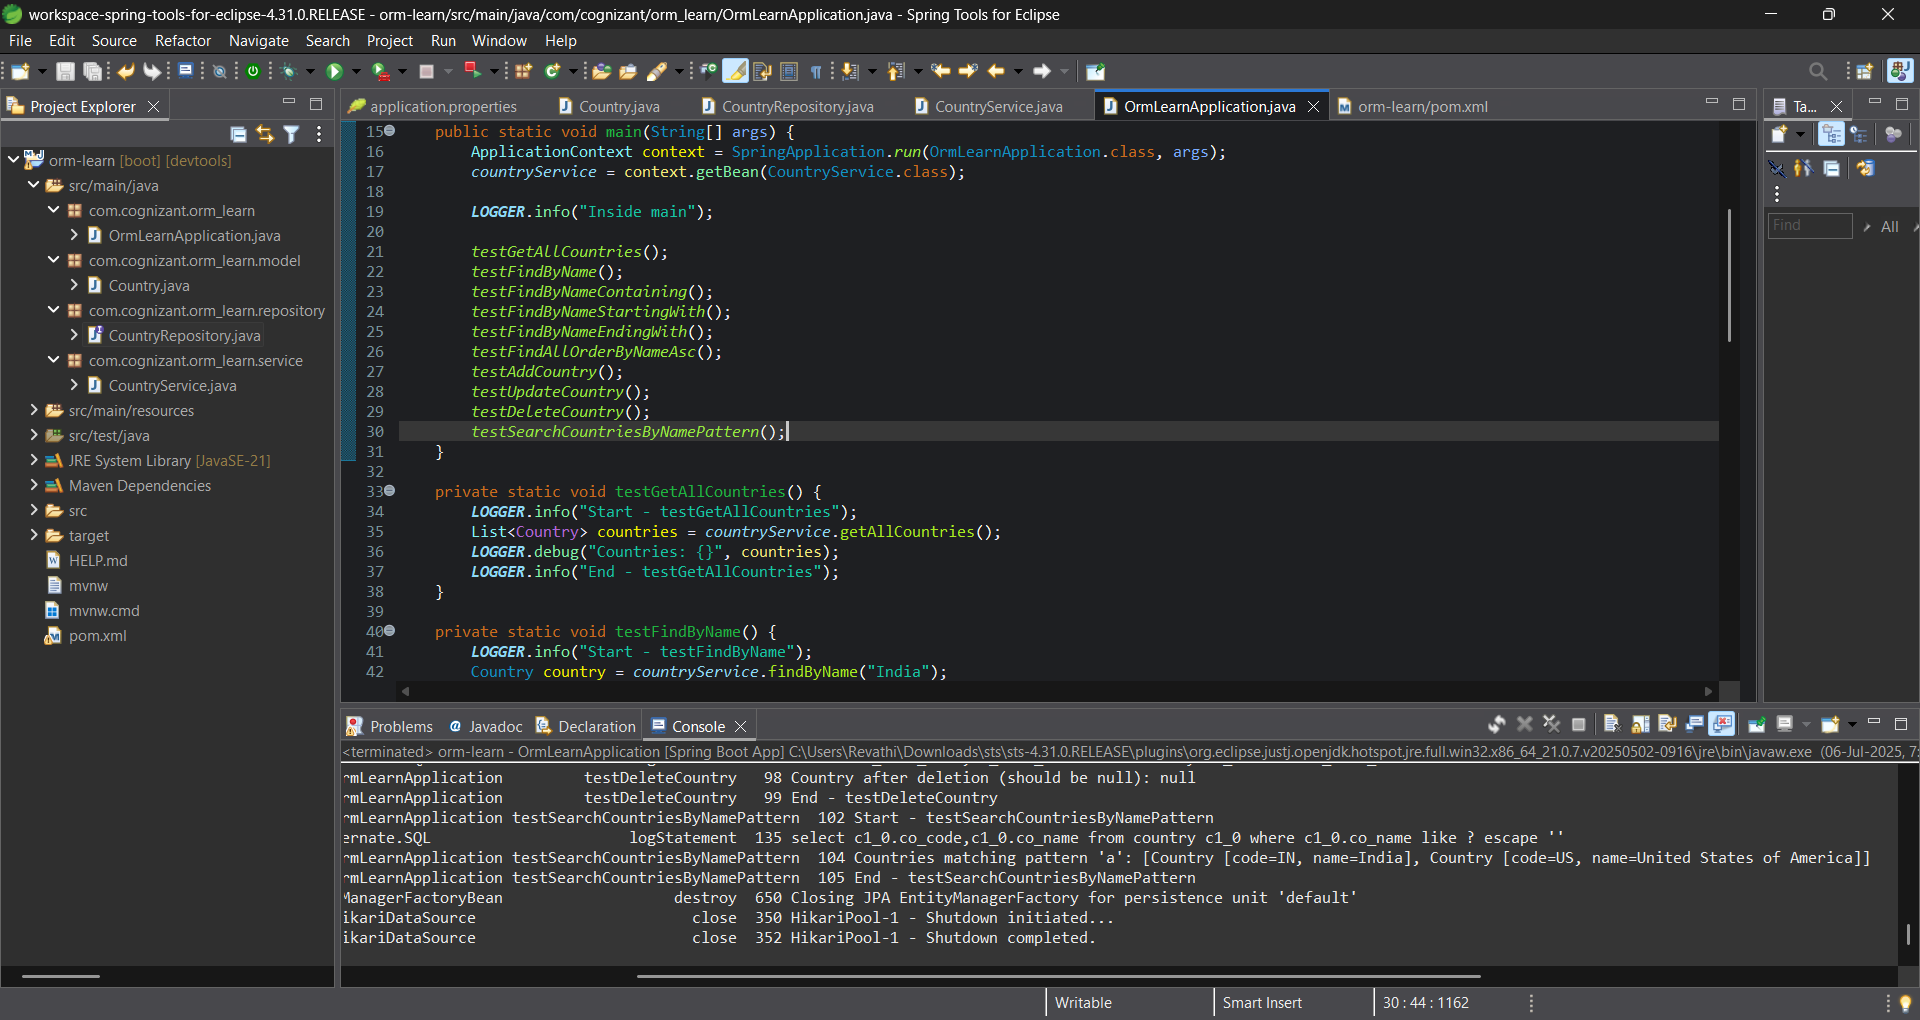 workspace-spring-tools-for-eclipse-4.31.0.RELEASE - orm-learn/src/main/java/com/cognizant/orm_learn/OrmLearnApplication.java - Spring Tools for Eclipse
File Edit Source Refactor Navigate Search Project Run Window Help
Project Explorer
orm-learn [boot] [devtools]
src/main/java
com.cognizant.orm_learn
OrmLearnApplication.java
com.cognizant.orm_learn.model
Country.java
com.cognizant.orm_learn.repository
CountryRepository.java
com.cognizant.orm_learn.service
CountryService.java
src/main/resources
src/test/java
JRE System Library [JavaSE-21]
Maven Dependencies
src
target
HELP.md
mvnw
mvnw.cmd
pom.xml
application.properties Country.java CountryRepository.java CountryService.java OrmLearnApplication.java orm-learn/pom.xml
15 public static void main(String[] args) {
16 ApplicationContext context = SpringApplication.run(OrmLearnApplication.class, args);
17 countryService = context.getBean(CountryService.class);
18
19 LOGGER.info("Inside main");
20
21 testGetAllCountries();
22 testFindByName();
23 testFindByNameContaining();
24 testFindByNameStartingWith();
25 testFindByNameEndingWith();
26 testFindAllOrderByNameAsc();
27 testAddCountry();
28 testUpdateCountry();
29 testDeleteCountry();
30 testSearchCountriesByNamePattern();
31 }
32
33 private static void testGetAllCountries() {
34 LOGGER.info("Start - testGetAllCountries");
35 List<Country> countries = countryService.getAllCountries();
36 LOGGER.debug("Countries: {}", countries);
37 LOGGER.info("End - testGetAllCountries");
38 }
39
40 private static void testFindByName() {
41 LOGGER.info("Start - testFindByName");
42 Country country = countryService.findByName("India");
Ta...
Find All
Problems Javadoc Declaration Console
<terminated> orm-learn - OrmLearnApplication [Spring Boot App] C:\Users\Revathi\Downloads\sts\sts-4.31.0.RELEASE\plugins\org.eclipse.justj.openjdk.hotspot.jre.full.win32.x86_64_21.0.7.v20250502-0916\jre\bin\javaw.exe (06-Jul-2025, 7:
rmLearnApplication testDeleteCountry 98 Country after deletion (should be null): null
rmLearnApplication testDeleteCountry 99 End - testDeleteCountry
rmLearnApplication testSearchCountriesByNamePattern 102 Start - testSearchCountriesByNamePattern
ernate.SQL logStatement 135 select c1_0.co_code,c1_0.co_name from country c1_0 where c1_0.co_name like ? escape ''
rmLearnApplication testSearchCountriesByNamePattern 104 Countries matching pattern 'a': [Country [code=IN, name=India], Country [code=US, name=United States of America]]
rmLearnApplication testSearchCountriesByNamePattern 105 End - testSearchCountriesByNamePattern
ManagerFactoryBean destroy 650 Closing JPA EntityManagerFactory for persistence unit 'default'
ikariDataSource close 350 HikariPool-1 - Shutdown initiated...
ikariDataSource close 352 HikariPool-1 - Shutdown completed.
Writable Smart Insert 30 : 44 : 1162